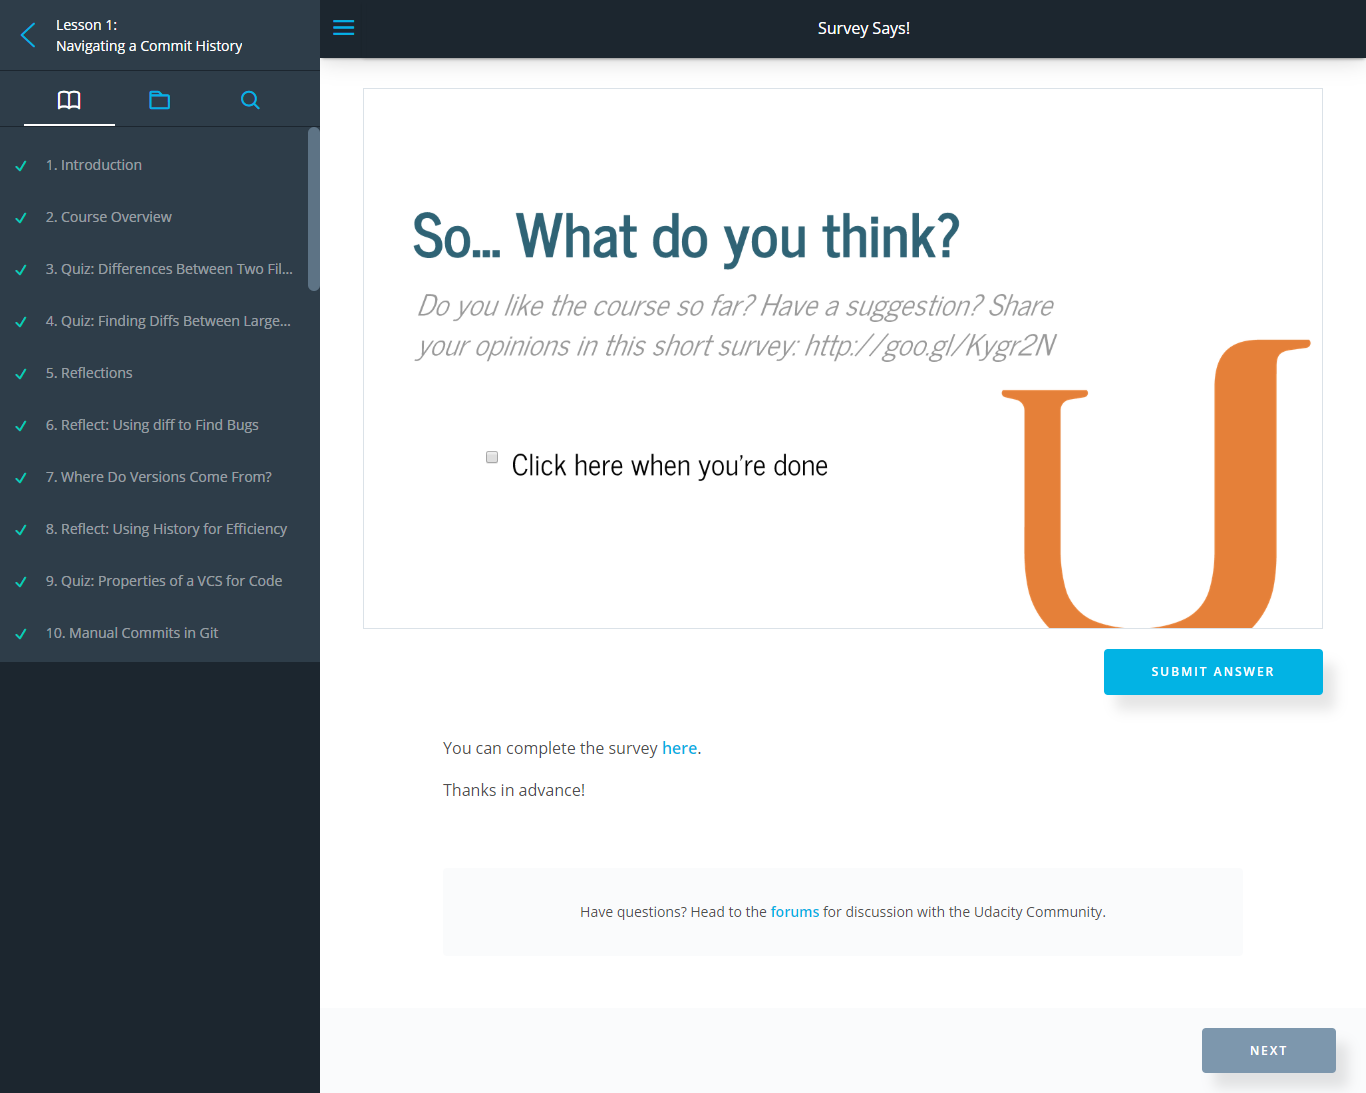 Lesson 1:
Navigating a Commit History
1. Introduction
2. Course Overview
3. Quiz: Differences Between Two Fil...
4. Quiz: Finding Diffs Between Large...
5. Reflections
6. Reflect: Using diff to Find Bugs
7. Where Do Versions Come From?
8. Reflect: Using History for Efficiency
9. Quiz: Properties of a VCS for Code
10. Manual Commits in Git
Survey Says!
So... What do you think?
Do you like the course so far? Have a suggestion? Share
your opinions in this short survey: http://goo.gl/Kygr2N
Click here when you're done
U
SUBMIT ANSWER
You can complete the survey here.
Thanks in advance!
Have questions? Head to the forums for discussion with the Udacity Community.
NEXT